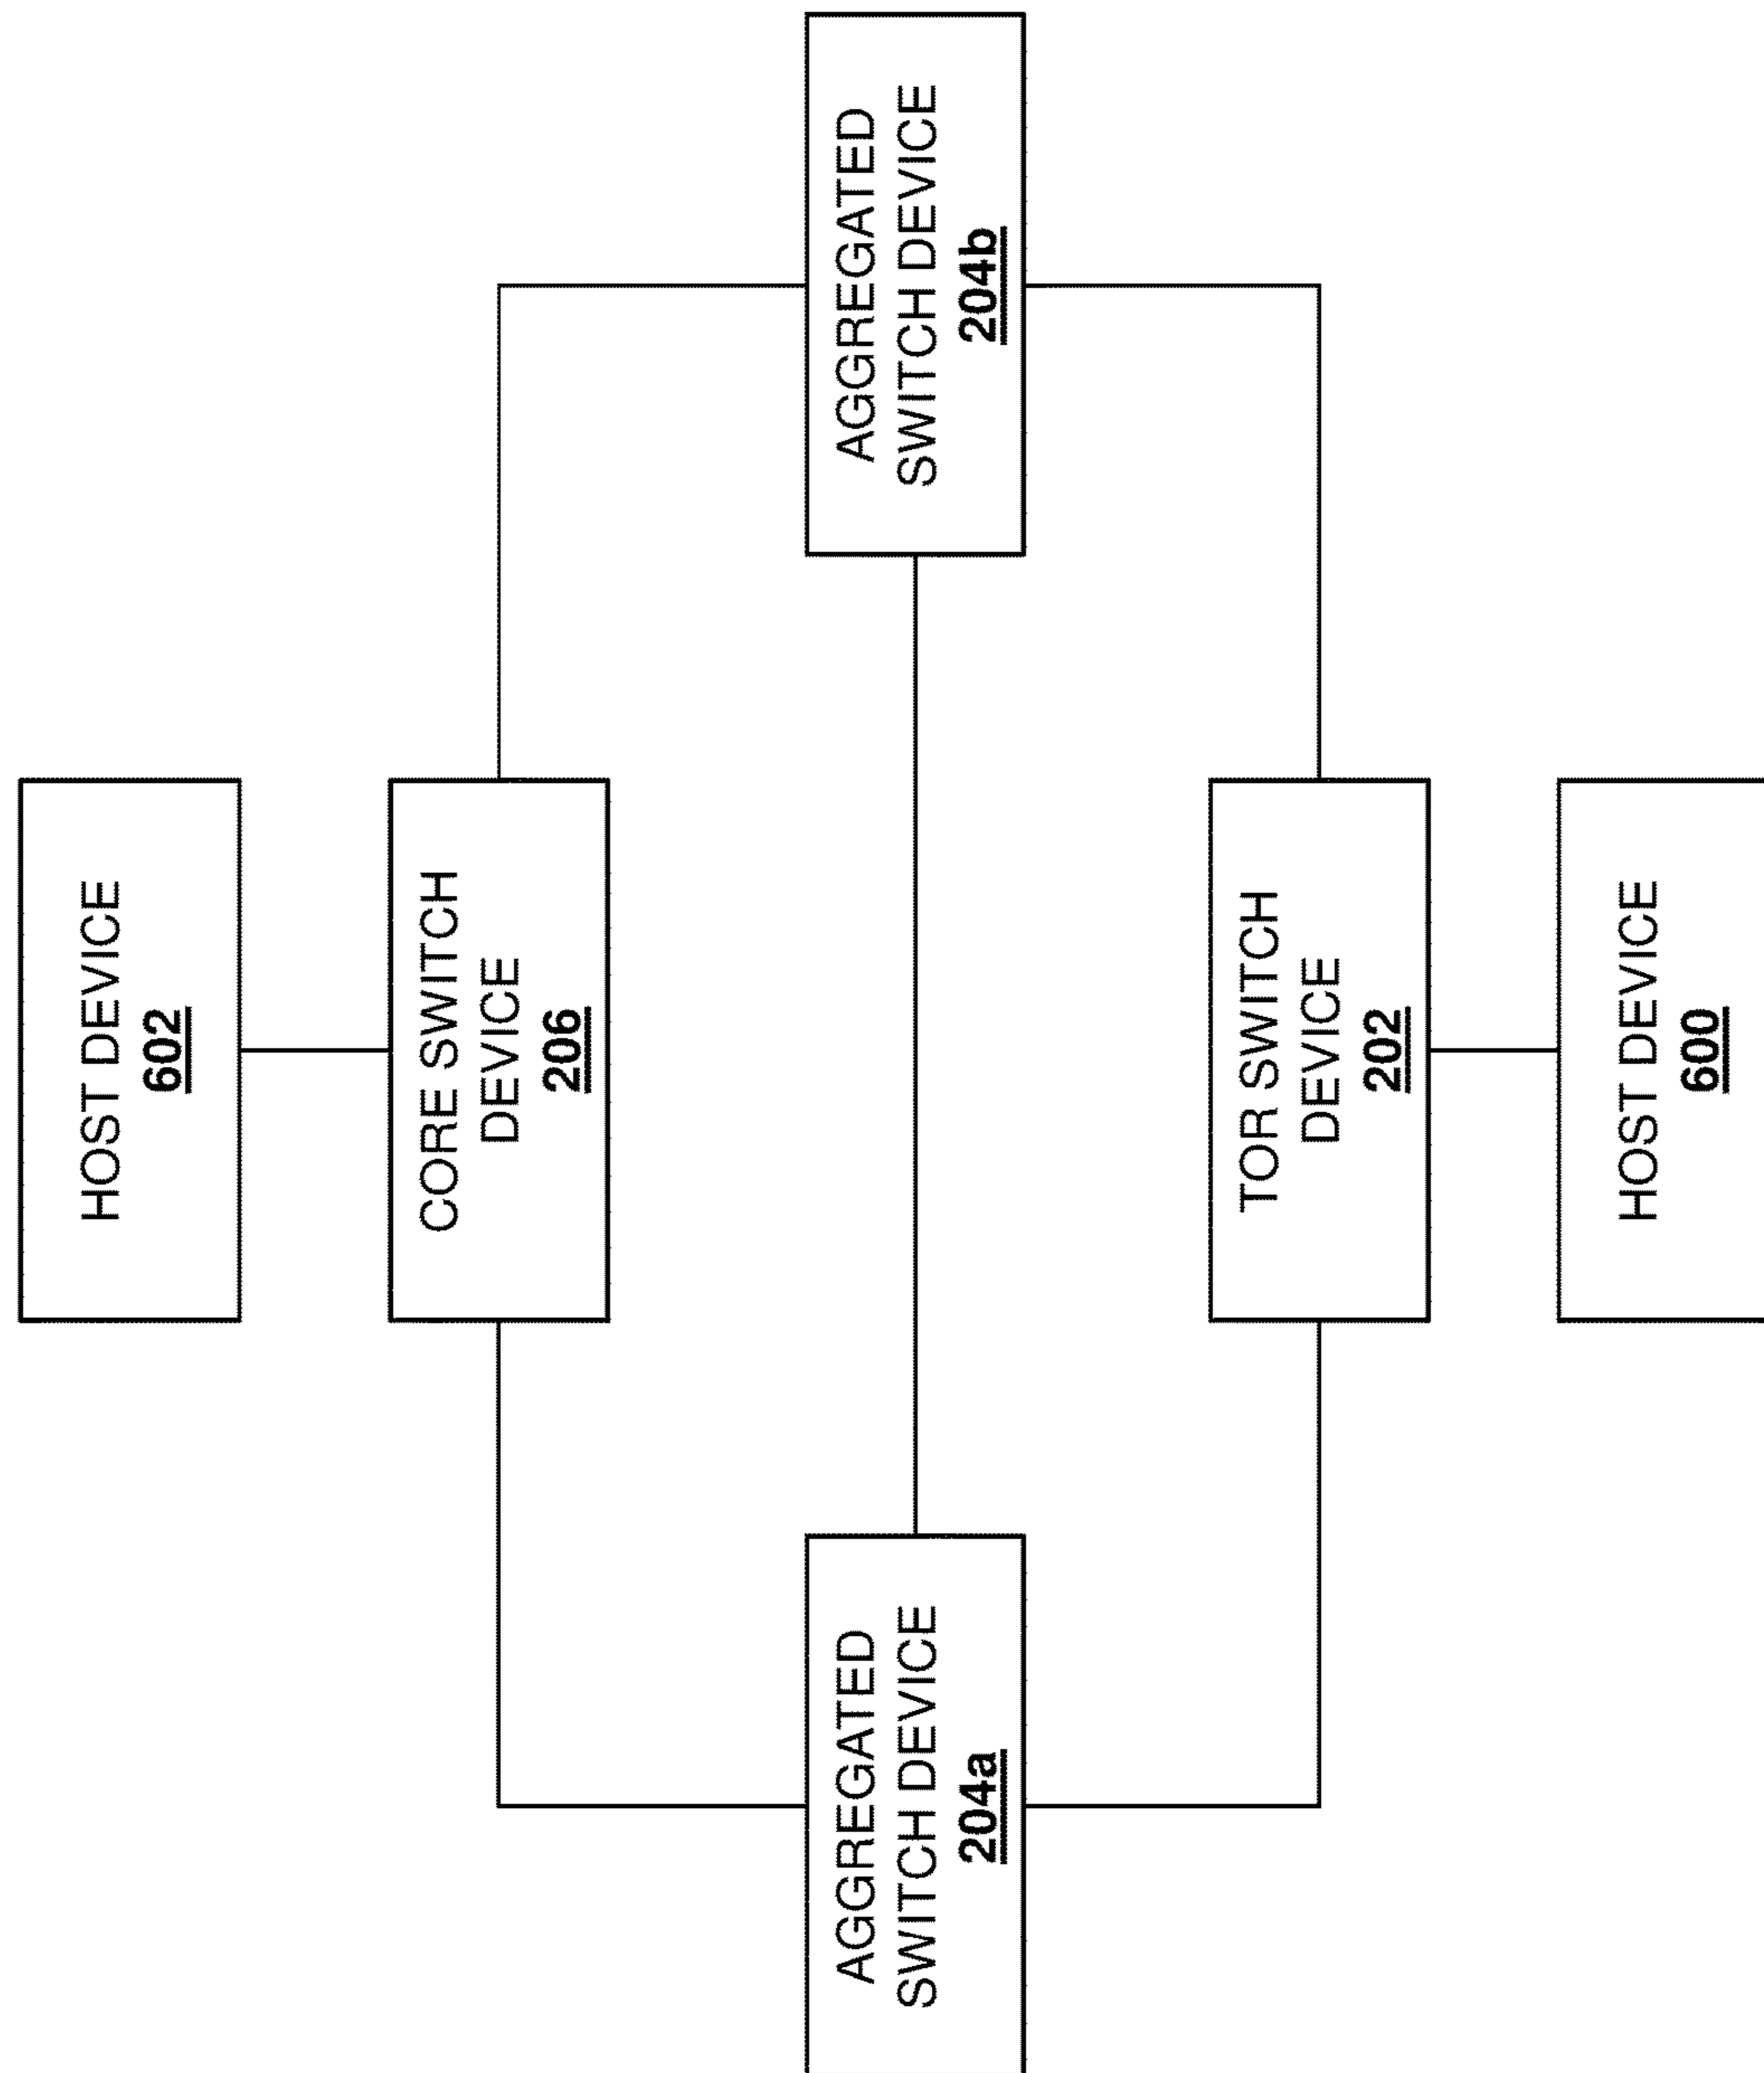 HOST DEVICE
602
CORE SWITCH
DEVICE
206
AGGREGATED
SWITCH DEVICE
204a
AGGREGATED
SWITCH DEVICE
204b
TOR SWITCH
DEVICE
202
HOST DEVICE
600